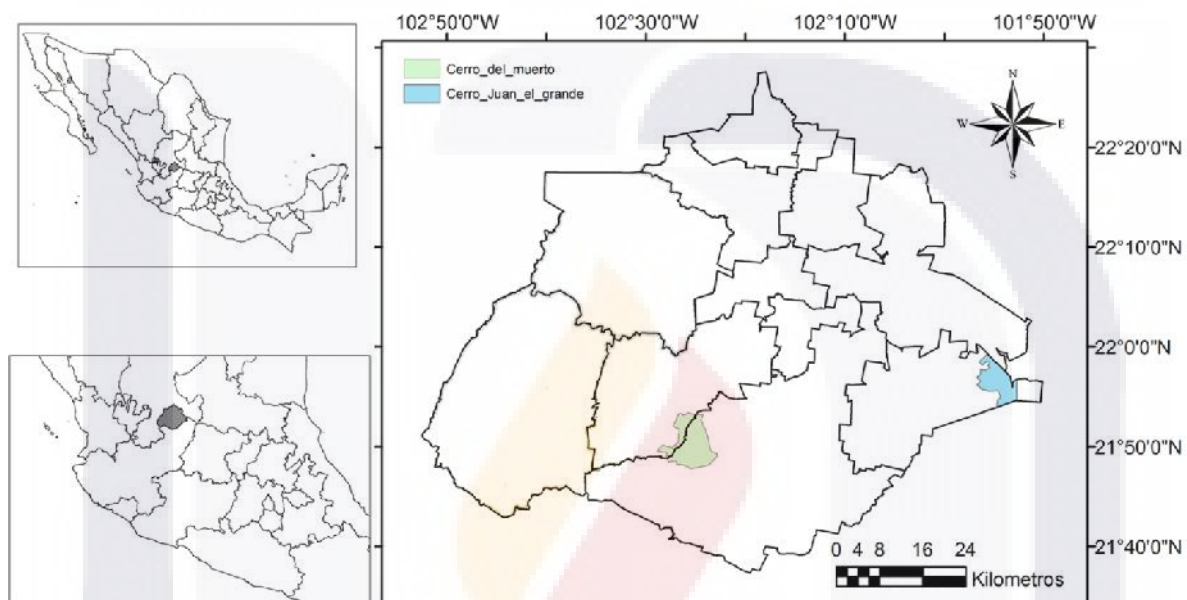 102°50'0"W 102°30'0"W 102°10'0"W 101°50'0"W
Cerro_del_muerto
Cerro_Juan_el_grande
N
W E
S
22°20'0"N
22°10'0"N
22°0'0"N
21°50'0"N
21°40'0"N
0 4 8 16 24
Kilometros